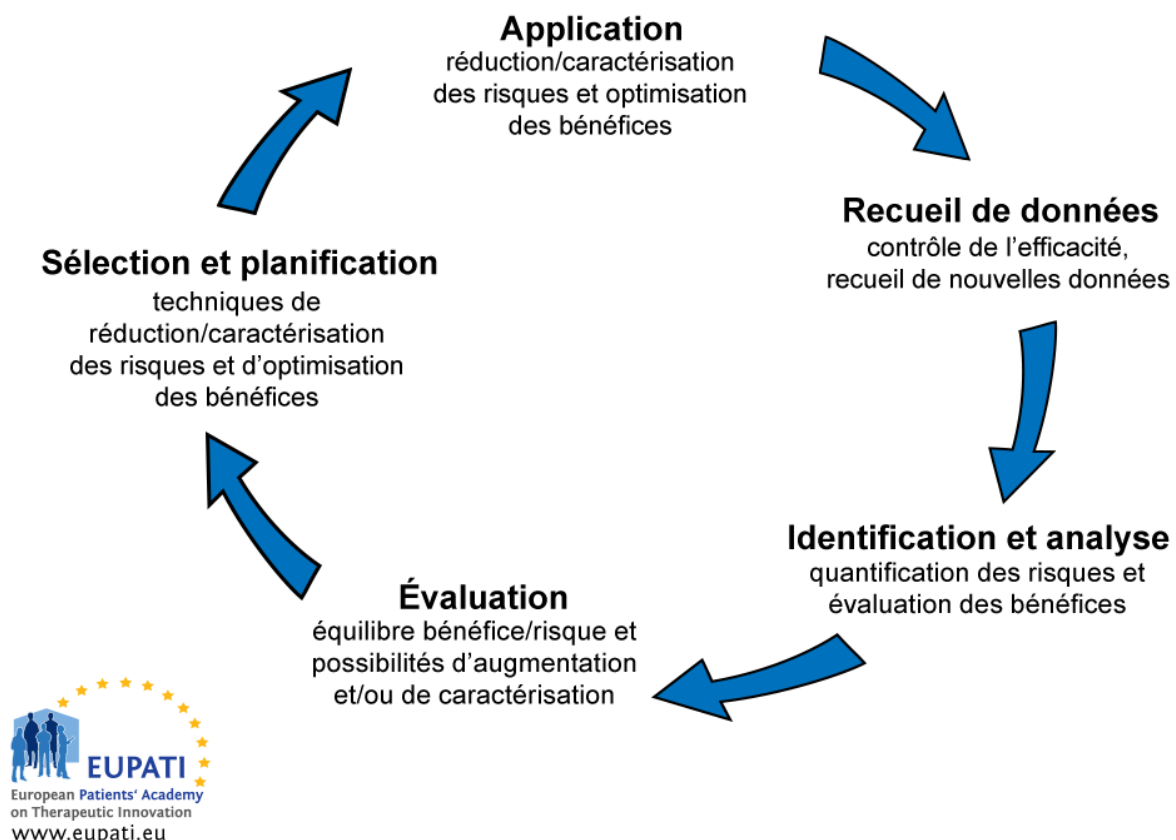 Application
réduction/caractérisation
des risques et optimisation
des bénéfices
Recueil de données
contrôle de l’efficacité,
recueil de nouvelles données
Identification et analyse
quantification des risques et
évaluation des bénéfices
Évaluation
équilibre bénéfice/risque et
possibilités d’augmentation
et/ou de caractérisation
Sélection et planification
techniques de
réduction/caractérisation
des risques et d’optimisation
des bénéfices
EUPATI
European Patients‘ Academy
on Therapeutic Innovation
www.eupati.eu